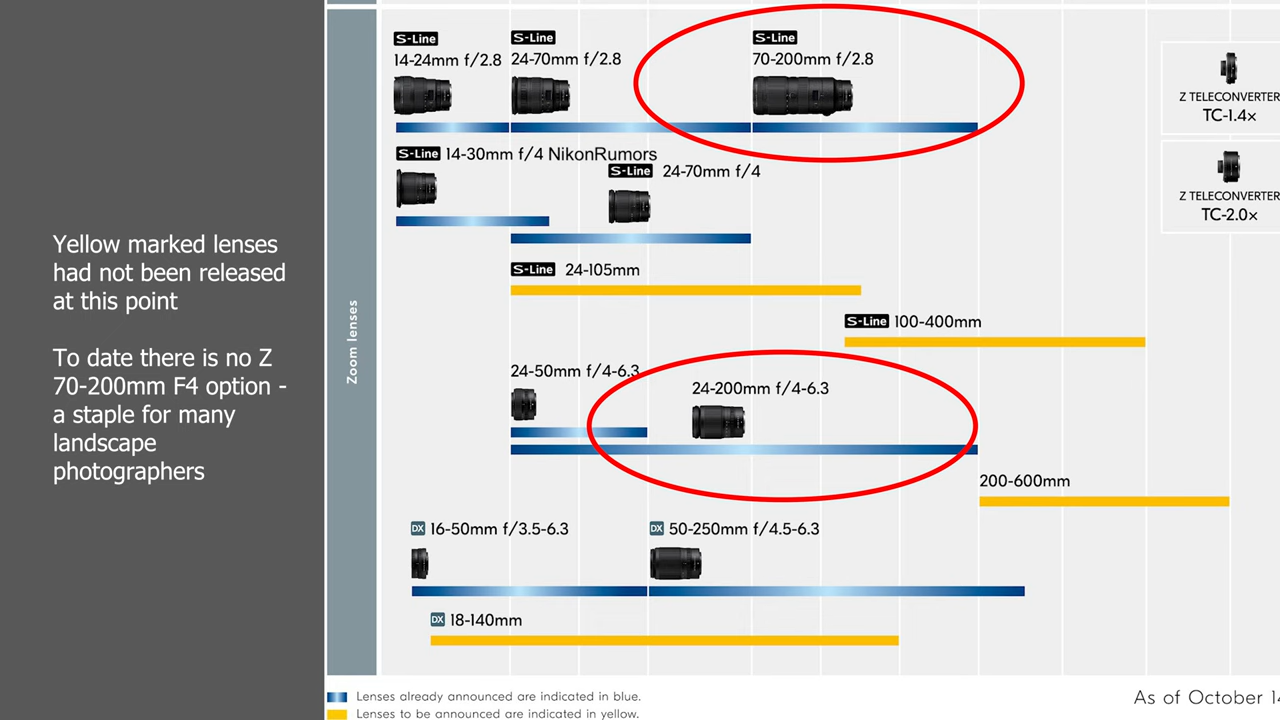 Yellow marked lenses
had not been released
at this point
To date there is no Z
70-200mm F4 option -
a staple for many
landscape
photographers
Zoom lenses
S-Line
14-24mm f/2.8
S-Line
24-70mm f/2.8
S-Line
70-200mm f/2.8
S-Line 14-30mm f/4 NikonRumors
S-Line 24-70mm f/4
S-Line 24-105mm
S-Line 100-400mm
24-50mm f/4-6.3
24-200mm f/4-6.3
200-600mm
DX 16-50mm f/3.5-6.3
DX 50-250mm f/4.5-6.3
DX 18-140mm
Z TELECONVERTER
TC-1.4×
Z TELECONVERTER
TC-2.0×
Lenses already announced are indicated in blue.
Lenses to be announced are indicated in yellow.
As of October